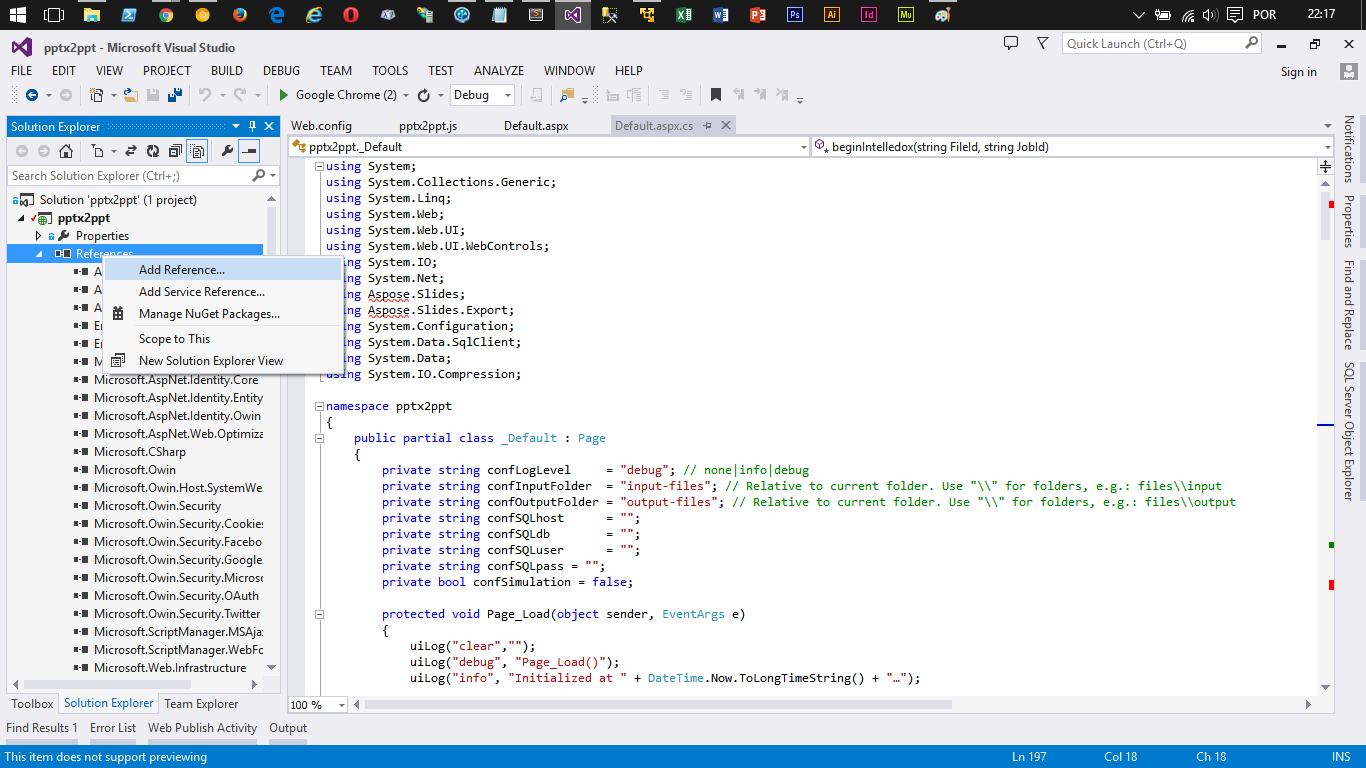 POR
22:17
pptx2ppt - Microsoft Visual Studio
Quick Launch (Ctrl+Q)
FILE EDIT VIEW PROJECT BUILD DEBUG TEAM TOOLS TEST ANALYZE WINDOW HELP
Sign in
Google Chrome (2)
Debug
Solution Explorer
Search Solution Explorer (Ctrl+;)
Solution 'pptx2ppt' (1 project)
pptx2ppt
Properties
References
A
A
A
En
En
M
Microsoft.AspNet.Identity.Core
Microsoft.AspNet.Identity.Entity
Microsoft.AspNet.Identity.Owin
Microsoft.AspNet.Web.Optimiza
Microsoft.CSharp
Microsoft.Owin
Microsoft.Owin.Host.SystemWe
Microsoft.Owin.Security
Microsoft.Owin.Security.Cookies
Microsoft.Owin.Security.Facebo
Microsoft.Owin.Security.Google
Microsoft.Owin.Security.Microso
Microsoft.Owin.Security.OAuth
Microsoft.Owin.Security.Twitter
Microsoft.ScriptManager.MSAjax
Microsoft.ScriptManager.WebFo
Microsoft.Web.Infrastructure
Add Reference...
Add Service Reference...
Manage NuGet Packages...
Scope to This
New Solution Explorer View
Toolbox Solution Explorer Team Explorer
Web.config pptx2ppt.js Default.aspx Default.aspx.cs
pptx2ppt._Default
beginIntelledox(string FileId, string JobId)
using System;
using System.Collections.Generic;
using System.Linq;
using System.Web;
using System.Web.UI;
using System.Web.UI.WebControls;
ng System.IO;
ng System.Net;
ng Aspose.Slides;
ng Aspose.Slides.Export;
ng System.Configuration;
ng System.Data.SqlClient;
ng System.Data;
using System.IO.Compression;
namespace pptx2ppt
{
public partial class _Default : Page
{
private string confLogLevel = "debug"; // none|info|debug
private string confInputFolder = "input-files"; // Relative to current folder. Use "\\" for folders, e.g.: files\\input
private string confOutputFolder = "output-files"; // Relative to current folder. Use "\\" for folders, e.g.: files\\output
private string confSQLhost = "";
private string confSQLdb = "";
private string confSQLuser = "";
private string confSQLpass = "";
private bool confSimulation = false;
protected void Page_Load(object sender, EventArgs e)
{
uiLog("clear","");
uiLog("debug", "Page_Load()");
uiLog("info", "Initialized at " + DateTime.Now.ToLongTimeString() + "…");
100 %
Notifications
Properties
Find and Replace
SQL Server Object Explorer
Find Results 1 Error List Web Publish Activity Output
This item does not support previewing
Ln 197 Col 18 Ch 18 INS